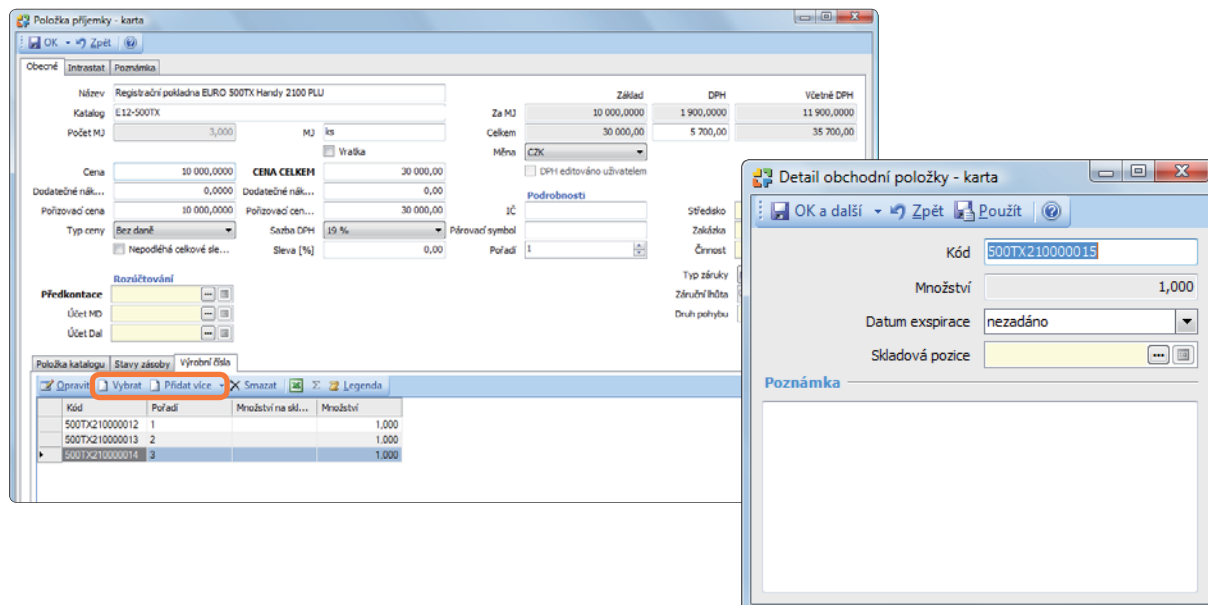 Položka příjemky - karta
OK Zpět
Obecné Intrastat Poznámka
Název Registrační pokladna EURO 500TX Handy 2100 PLU Základ DPH Včetně DPH
Katalog E12-500TX Za MJ 10 000,0000 1 900,0000 11 900,0000
Počet MJ 3,000 MJ ks Celkem 30 000,00 5 700,00 35 700,00
Vratka Měna CZK
Cena 10 000,0000 CENA CELKEM 30 000,00 DPH editováno uživatelem
Dodatečné nák... 0,0000 Dodatečné nák... 0,00 Podrobnosti
Pořizovací cena 10 000,0000 Pořizovací cen... 30 000,00 IČ Středisko
Typ ceny Bez daně Sazba DPH 19 % Párovací symbol Zakázka
Nepodléhá celkové sle... Sleva [%] 0,00 Pořadí 1 Činnost
Rozúčtování Typ záruky
Předkontace Záruční lhůta
Účet MD Druh pohybu
Účet Dal
Položka katalogu Stavy zásoby Výrobní čísla
Opravit Vybrat Přidat více Smazat Σ Legenda
Kód Pořadí Množství na skl... Množství
500TX210000012 1 1,000
500TX210000013 2 1,000
500TX210000014 3 1,000
Detail obchodní položky - karta
OK a další Zpět Použít
Kód 500TX210000015
Množství 1,000
Datum exspirace nezadáno
Skladová pozice
Poznámka